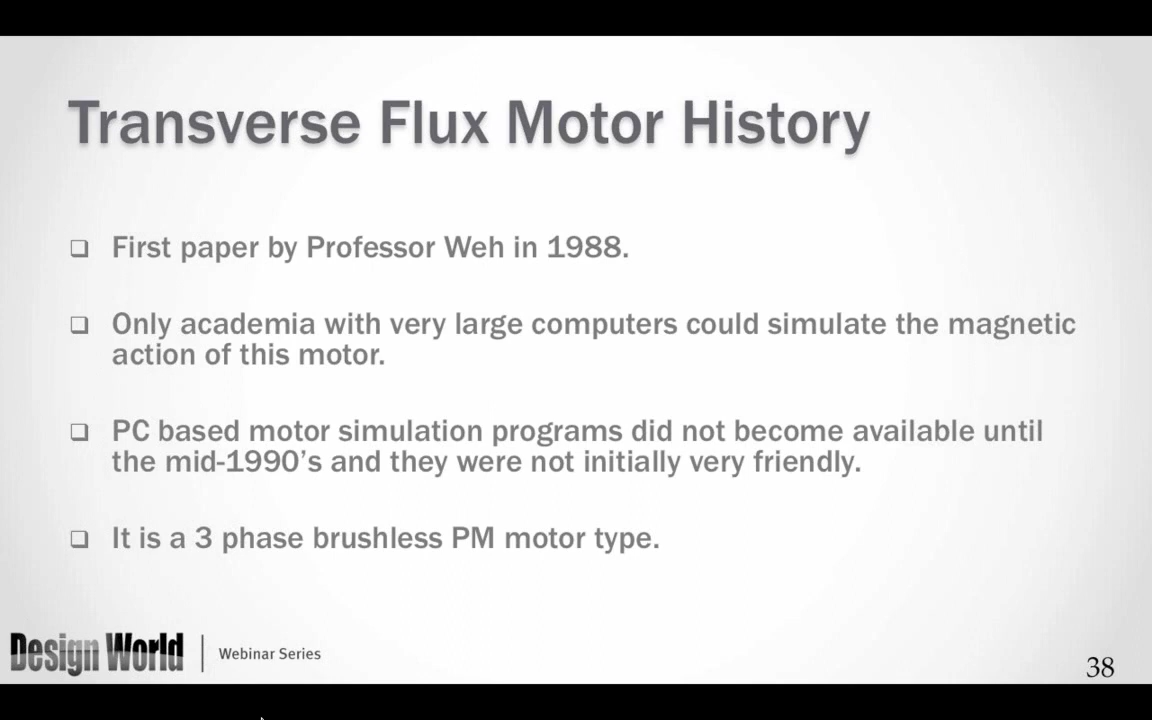 Transverse Flux Motor History
❑ First paper by Professor Weh in 1988.
❑ Only academia with very large computers could simulate the magnetic
action of this motor.
❑ PC based motor simulation programs did not become available until
the mid-1990’s and they were not initially very friendly.
❑ It is a 3 phase brushless PM motor type.
Design World | Webinar Series
38